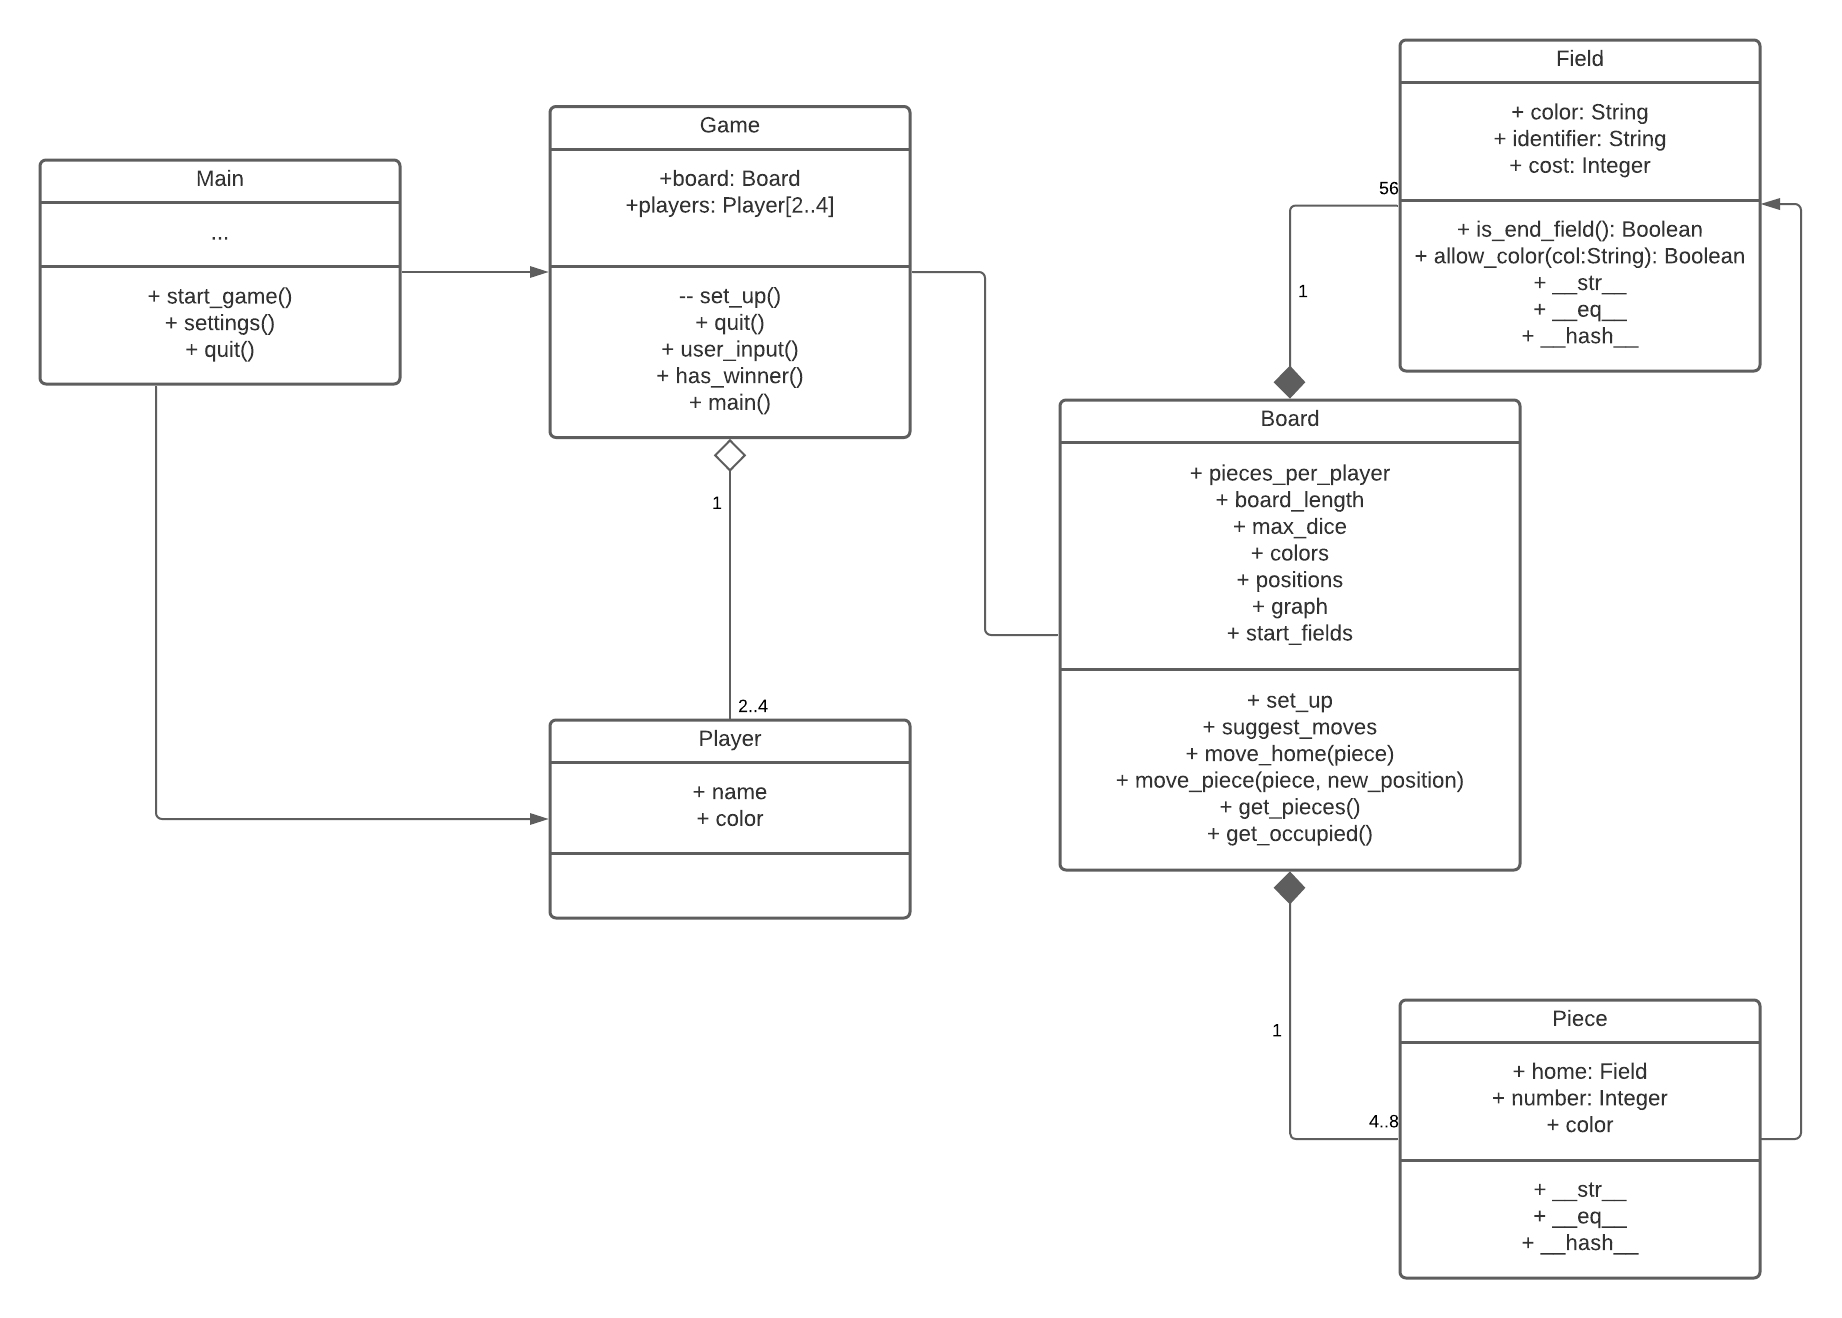 Main
...
+ start_game()
+ settings()
+ quit()
Game
+board: Board
+players: Player[2..4]
-- set_up()
+ quit()
+ user_input()
+ has_winner()
+ main()
1
2..4
Player
+ name
+ color
Field
+ color: String
+ identifier: String
+ cost: Integer
+ is_end_field(): Boolean
+ allow_color(col:String): Boolean
+ __str__
+ __eq__
+ __hash__
56
1
Board
+ pieces_per_player
+ board_length
+ max_dice
+ colors
+ positions
+ graph
+ start_fields
+ set_up
+ suggest_moves
+ move_home(piece)
+ move_piece(piece, new_position)
+ get_pieces()
+ get_occupied()
1
4..8
Piece
+ home: Field
+ number: Integer
+ color
+ __str__
+ __eq__
+ __hash__